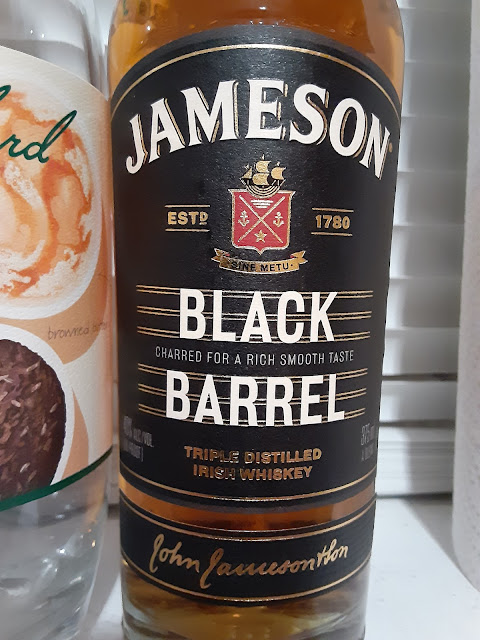 JAMESON
ESTD 1780
SINE METU
BLACK
CHARRED FOR A RICH SMOOTH TASTE
BARREL
TRIPLE DISTILLED
IRISH WHISKEY
John Jameson & Son
browned